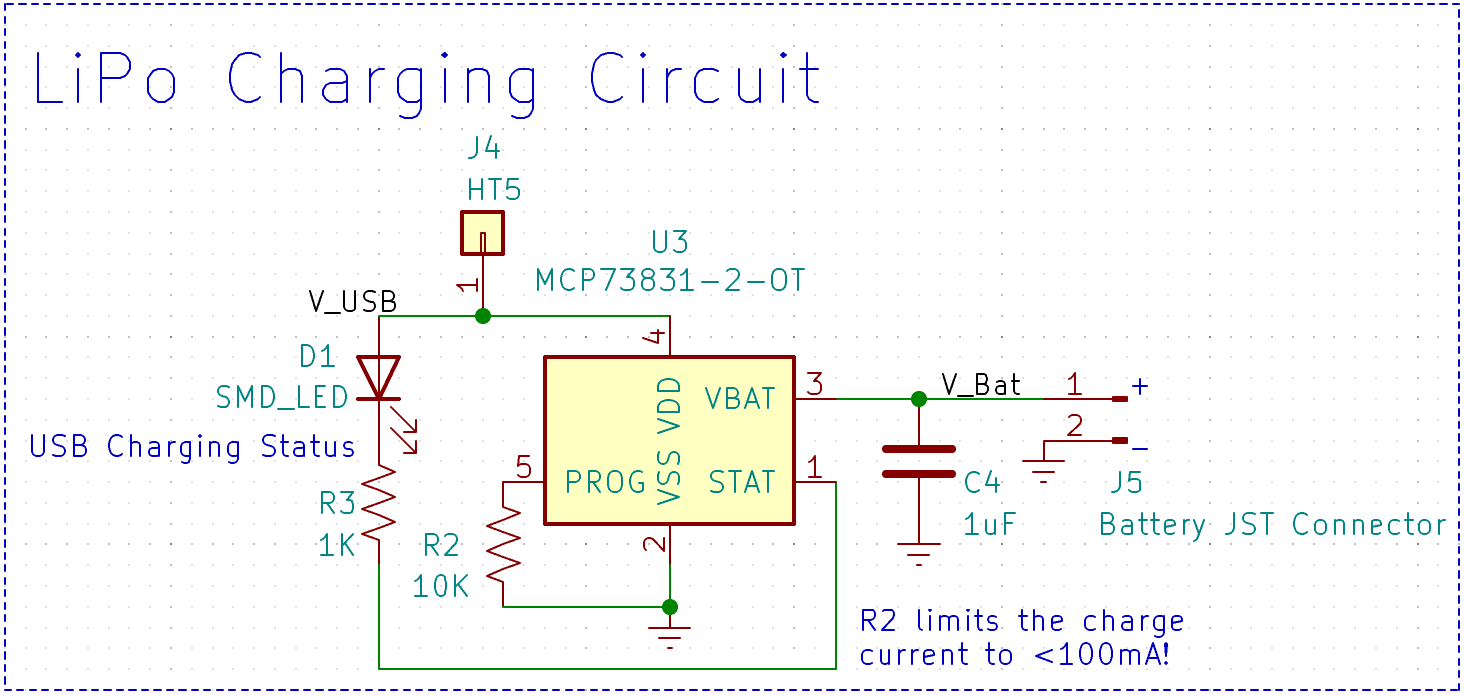 LiPo Charging Circuit
J4
HT5
1
U3
MCP73831-2-OT
V_USB
4
D1
SMD_LED
USB Charging Status
R3
1K
5
R2
10K
PROG
VSS VDD
VBAT
STAT
2
3
1
V_Bat
1
+
2
−
C4
1uF
J5
Battery JST Connector
R2 limits the charge
current to <100mA!